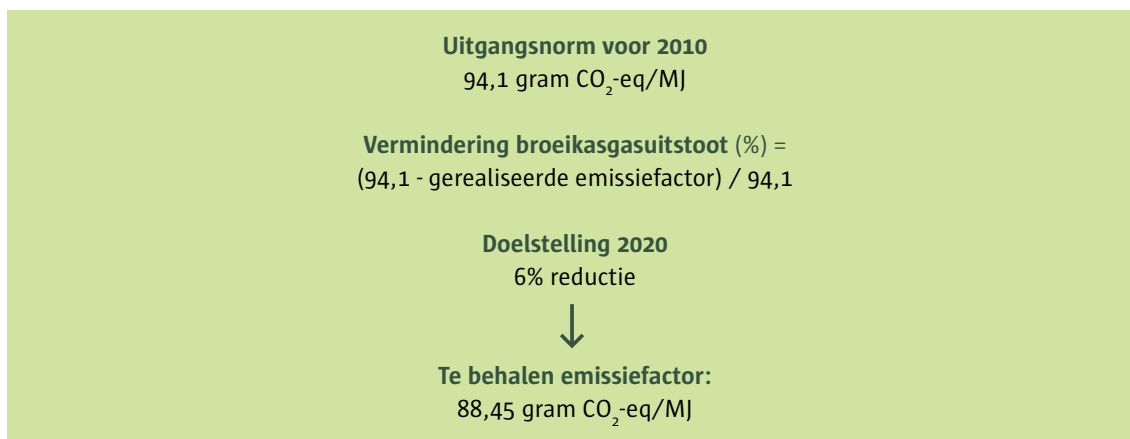 Uitgangsnorm voor 2010
94,1 gram CO₂-eq/MJ
Vermindering broeikasgasuitstoot (%) =
(94,1 - gerealiseerde emissiefactor) / 94,1
Doelstelling 2020
6% reductie
↓
Te behalen emissiefactor:
88,45 gram CO₂-eq/MJ